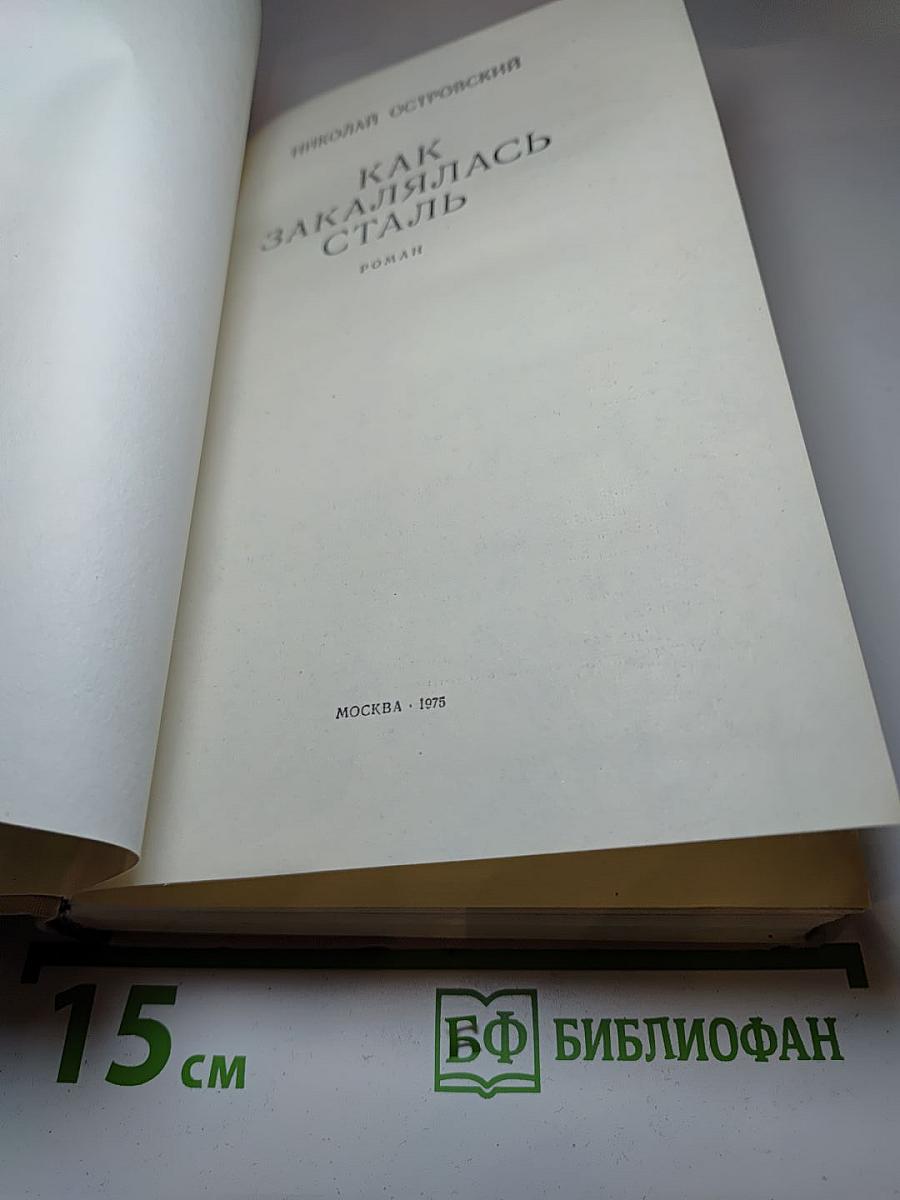 НИКОЛАЙ ОСТРОВСКИЙ
КАК
ЗАКАЛЯЛАСЬ
СТАЛЬ
РОМАН
МОСКВА · 1975
15 см
БФ БИБЛИОФАН